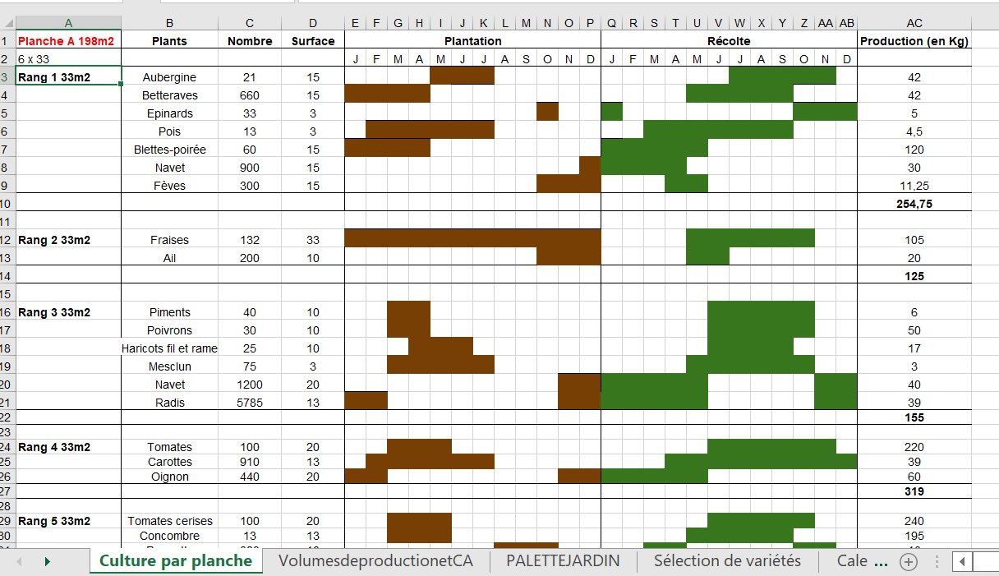 A B C D E F G H I J K L M N O P Q R S T U V W X Y Z AA AB AC
1 Planche A 198m2 Plants Nombre Surface Plantation Récolte Production (en Kg)
2 6 x 33 J F M A M J J A S O N D J F M A M J J A S O N D
3 Rang 1 33m2 Aubergine 21 15 42
4 Betteraves 660 15 42
5 Epinards 33 3 5
6 Pois 13 3 4,5
7 Blettes-poirée 60 15 120
8 Navet 900 15 30
9 Fèves 300 15 11,25
10 254,75
11
12 Rang 2 33m2 Fraises 132 33 105
13 Ail 200 10 20
14 125
15
16 Rang 3 33m2 Piments 40 10 6
17 Poivrons 30 10 50
18 Haricots fil et rame 25 10 17
19 Mesclun 75 3 3
20 Navet 1200 20 40
21 Radis 5785 13 39
22 155
23
24 Rang 4 33m2 Tomates 100 20 220
25 Carottes 910 13 39
26 Oignon 440 20 60
27 319
28
29 Rang 5 33m2 Tomates cerises 100 20 240
30 Concombre 13 13 195
Culture par planche VolumesdeproductionetCA PALETTEJARDIN Sélection de variétés Cale ...